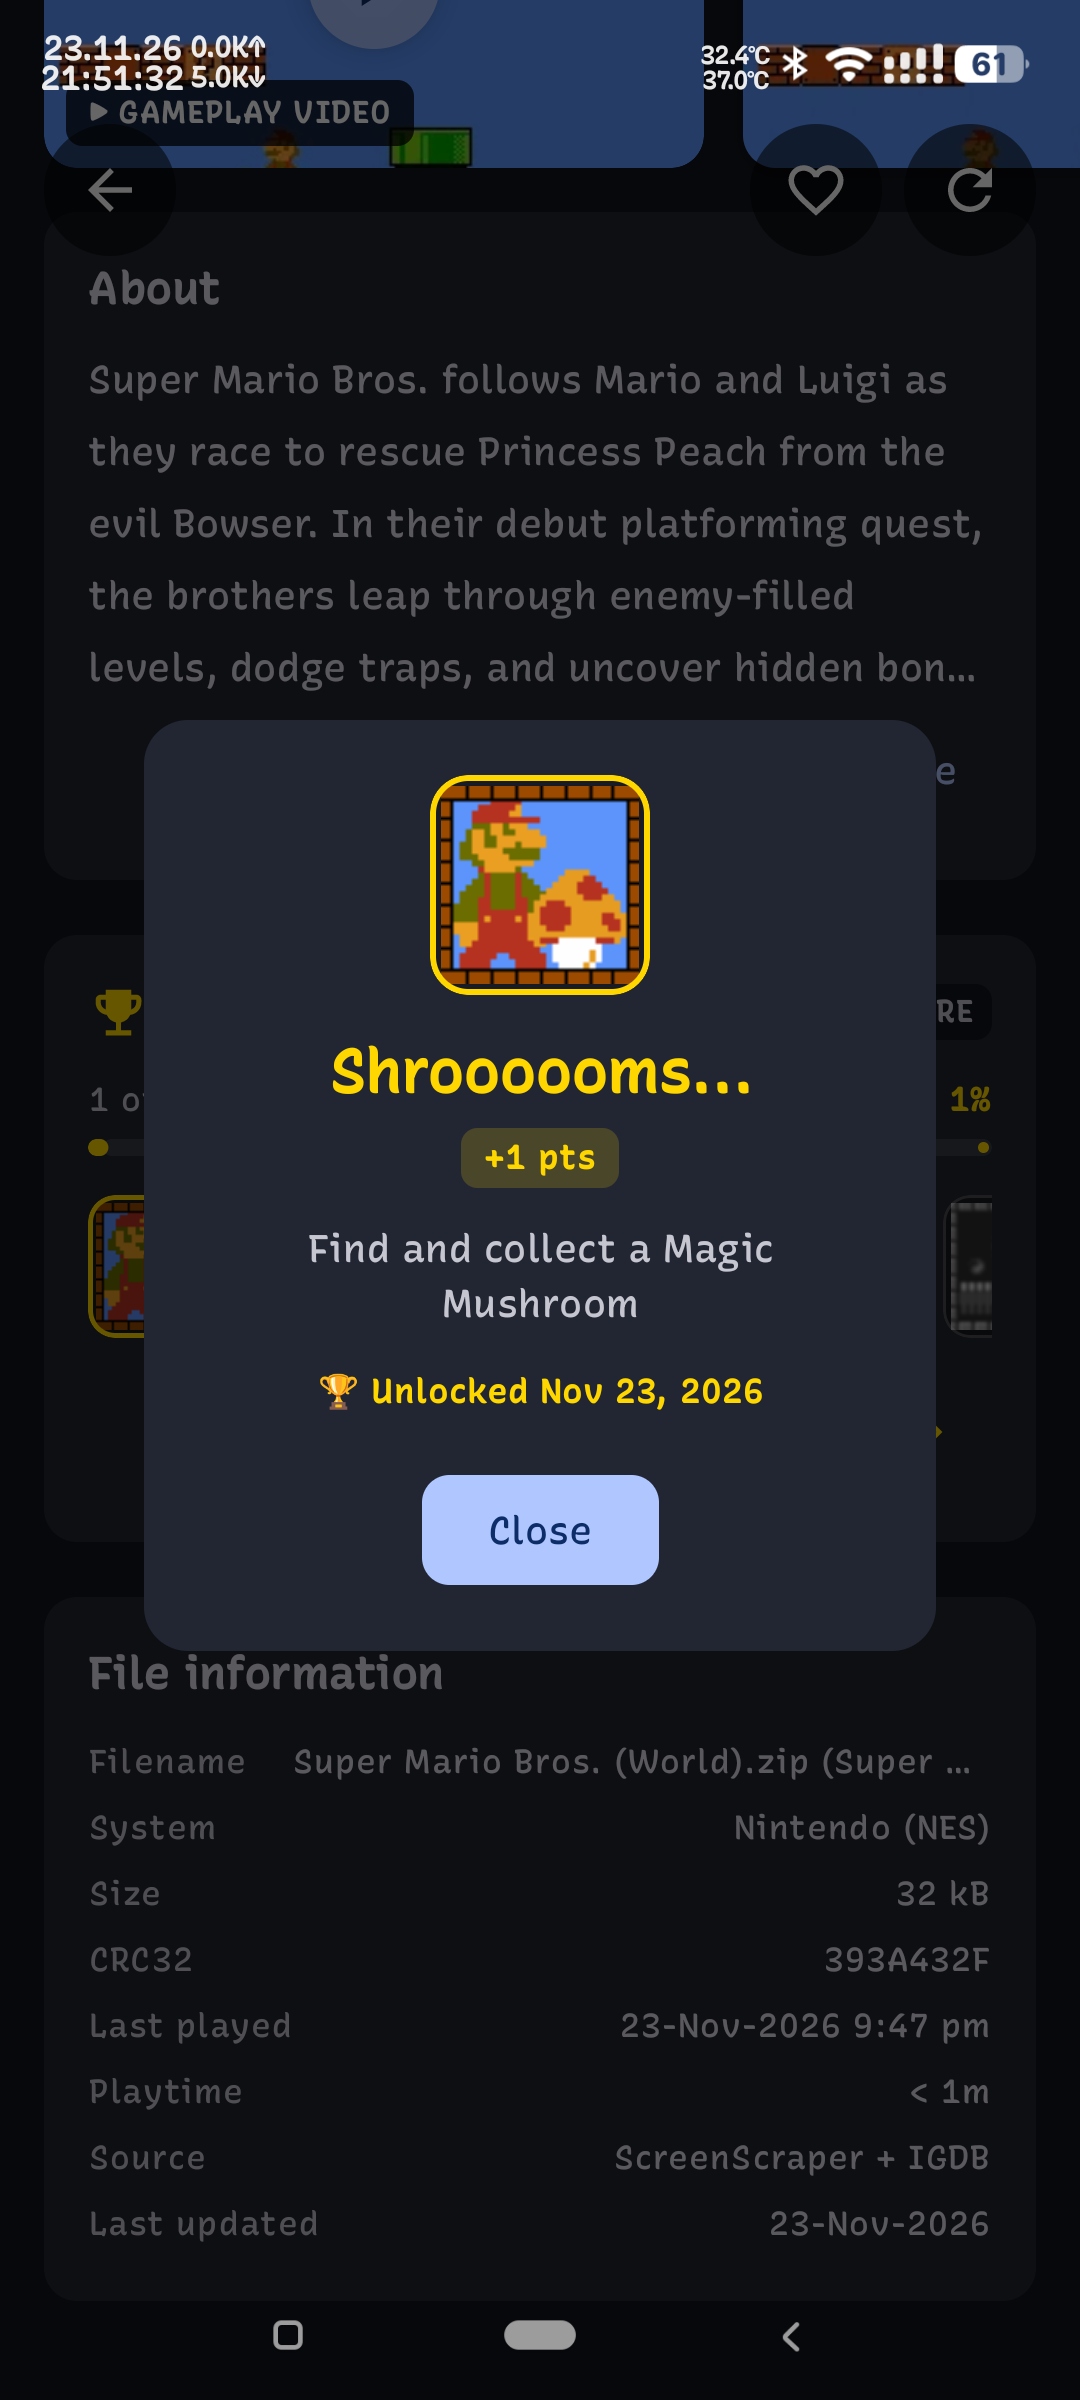 23.11.26 0.0K↑
21:51:32 5.0K↓
32.4°C
37.0°C
61
GAMEPLAY VIDEO
About
Super Mario Bros. follows Mario and Luigi as
they race to rescue Princess Peach from the
evil Bowser. In their debut platforming quest,
the brothers leap through enemy-filled
levels, dodge traps, and uncover hidden bon...
Shroooooms...
+1 pts
Find and collect a Magic
Mushroom
🏆 Unlocked Nov 23, 2026
Close
1%
File information
Filename Super Mario Bros. (World).zip (Super ...
System Nintendo (NES)
Size 32 kB
CRC32 393A432F
Last played 23-Nov-2026 9:47 pm
Playtime < 1m
Source ScreenScraper + IGDB
Last updated 23-Nov-2026